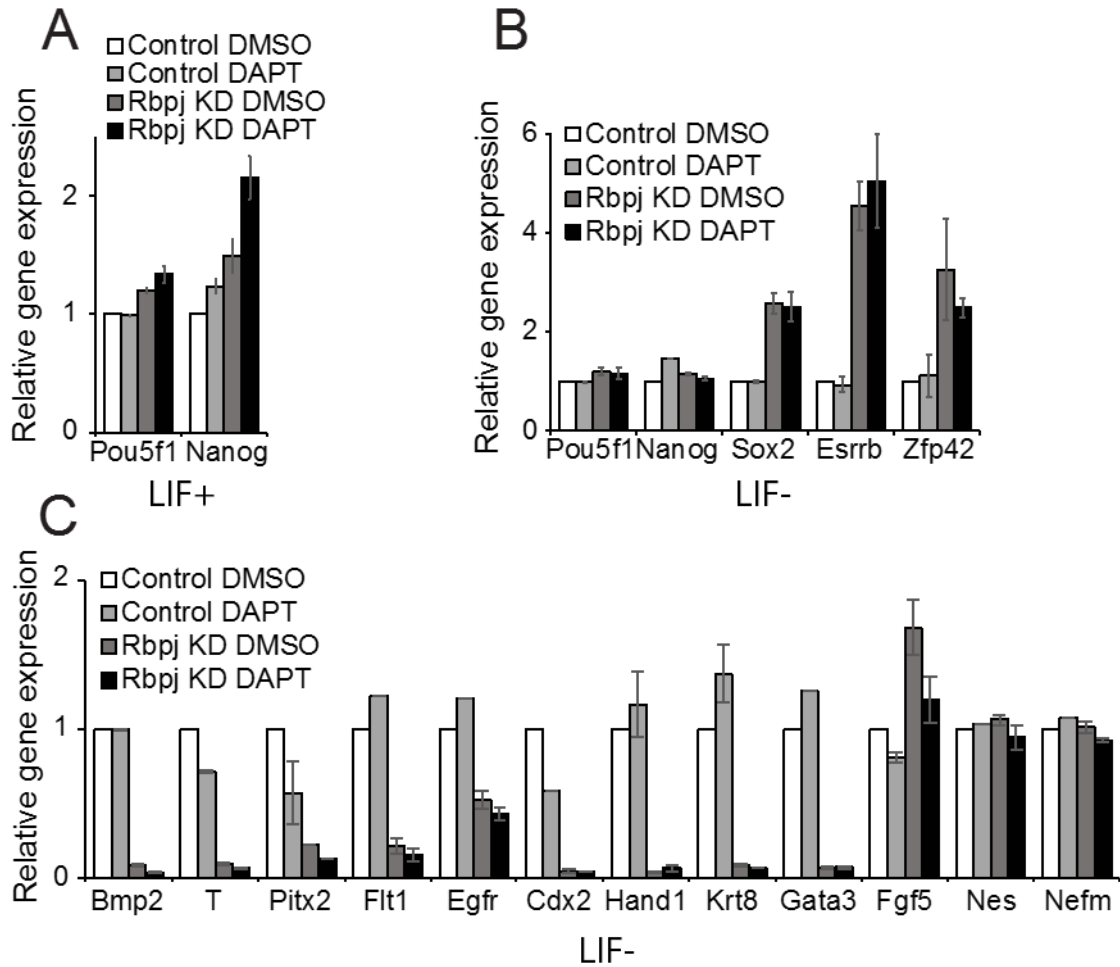 A
Control DMSO
Control DAPT
Rbpj KD DMSO
Rbpj KD DAPT
Relative gene expression
2
1
0
Pou5f1 Nanog
LIF+
B
Control DMSO
Control DAPT
Rbpj KD DMSO
Rbpj KD DAPT
Relative gene expression
6
4
2
0
Pou5f1 Nanog Sox2 Esrrb Zfp42
LIF-
C
Control DMSO
Control DAPT
Rbpj KD DMSO
Rbpj KD DAPT
Relative gene expression
2
1
0
Bmp2 T Pitx2 Flt1 Egfr Cdx2 Hand1 Krt8 Gata3 Fgf5 Nes Nefm
LIF-